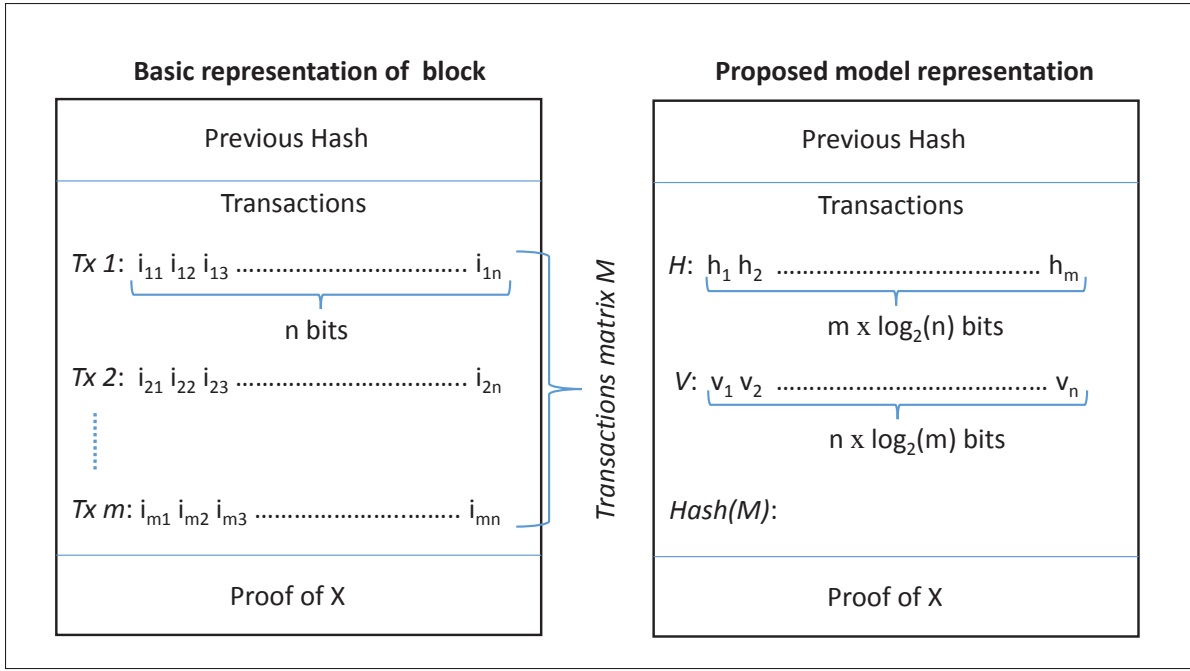 Basic representation of block
Previous Hash
Transactions
Tx 1: i₁₁ i₁₂ i₁₃ ................................. i₁ₙ
n bits
Tx 2: i₂₁ i₂₂ i₂₃ ................................. i₂ₙ
Tx m: iₘ₁ iₘ₂ iₘ₃ ............................... iₘₙ
Proof of X
Transactions matrix M
Proposed model representation
Previous Hash
Transactions
H: h₁ h₂ ...................................... hₘ
m x log₂(n) bits
V: v₁ v₂ ....................................... vₙ
n x log₂(m) bits
Hash(M):
Proof of X